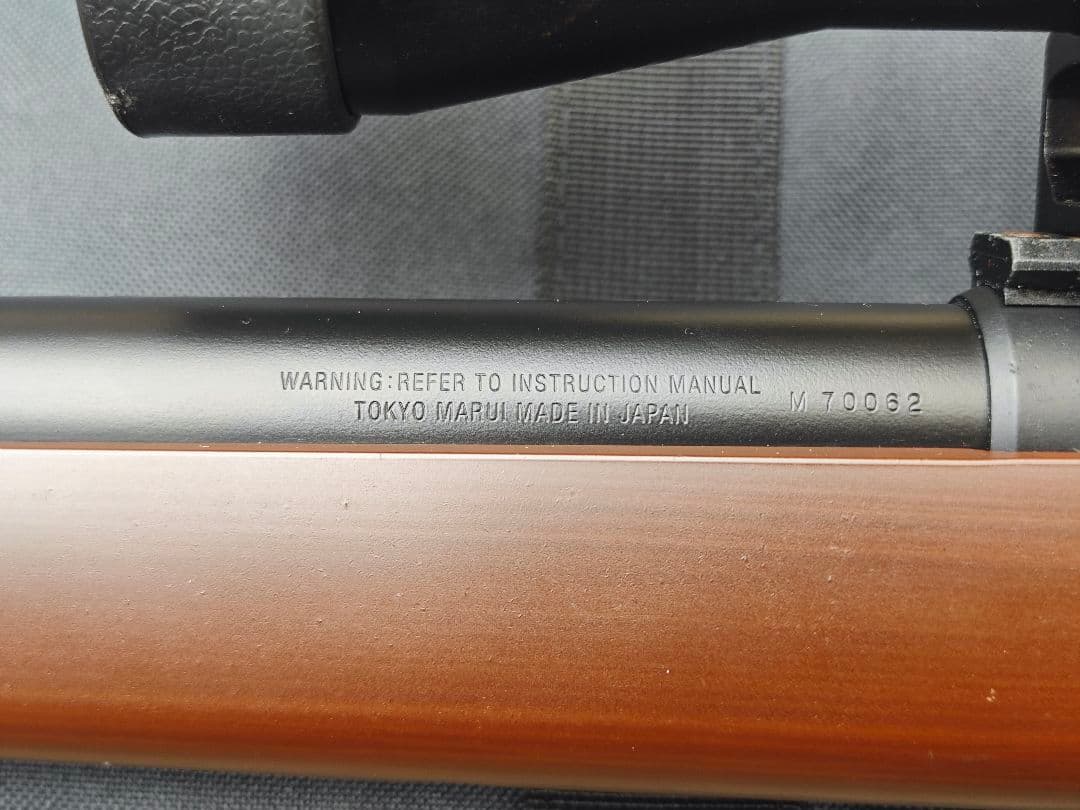 WARNING:REFER TO INSTRUCTION MANUAL
TOKYO MARUI MADE IN JAPAN
M 70062